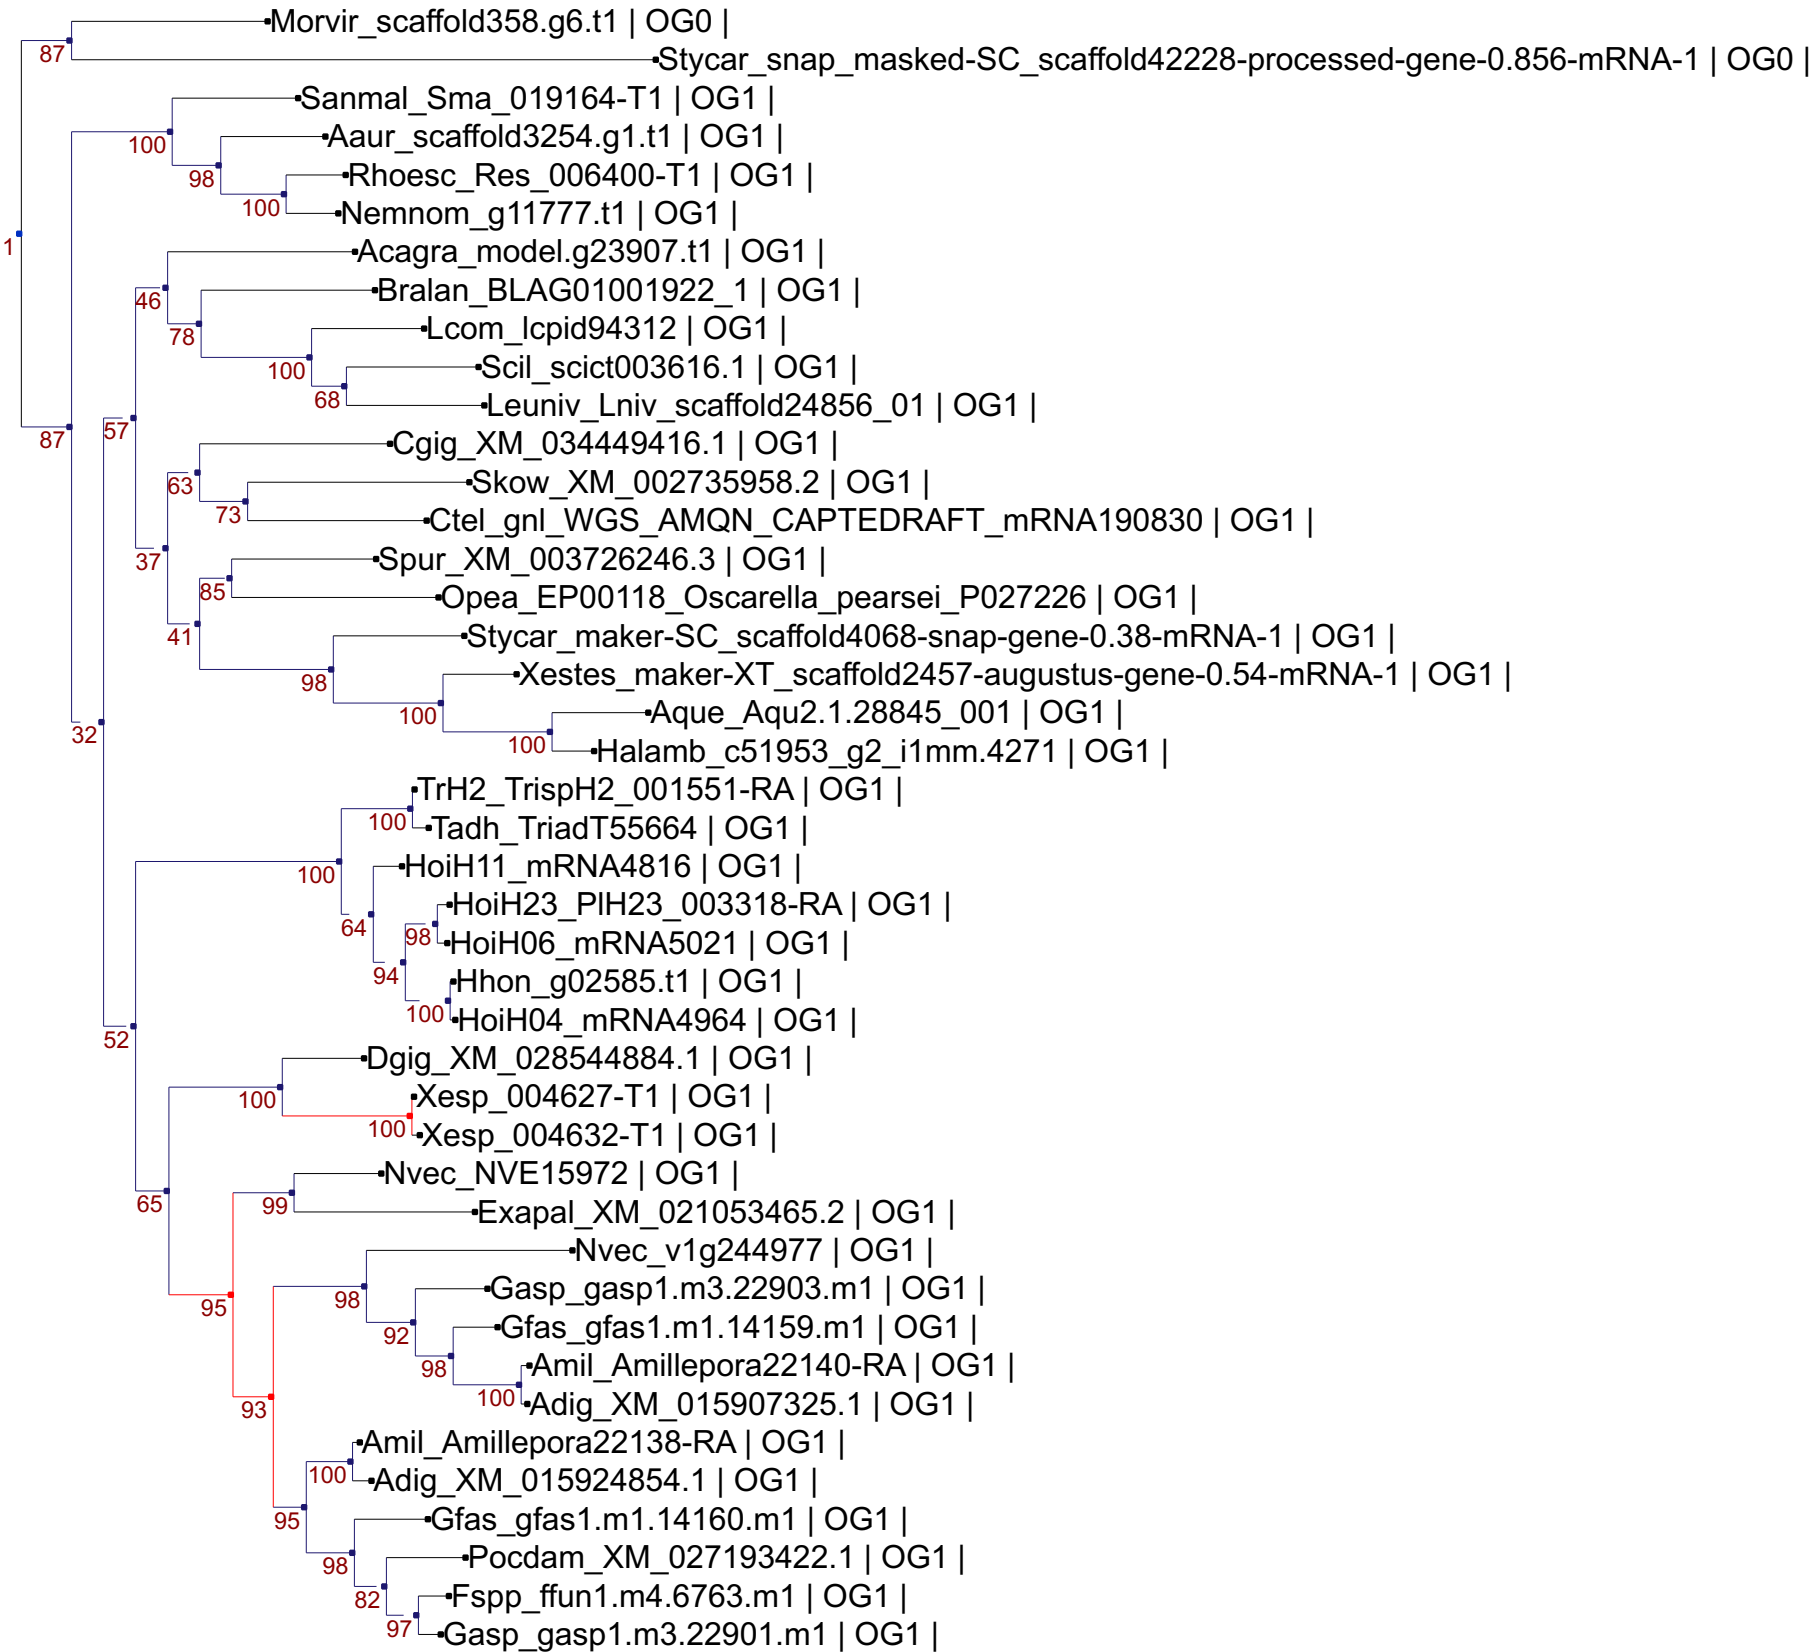 Morvir_scaffold358.g6.t1 | OG0 |
87
Stycar_snap_masked-SC_scaffold42228-processed-gene-0.856-mRNA-1 | OG0 |
Sanmal_Sma_019164-T1 | OG1 |
100
Aaur_scaffold3254.g1.t1 | OG1 |
98
Rhoesc_Res_006400-T1 | OG1 |
100
Nemnom_g11777.t1 | OG1 |
1
Acagra_model.g23907.t1 | OG1 |
46
Bralan_BLAG01001922_1 | OG1 |
78
Lcom_lcpid94312 | OG1 |
100
Scil_scict003616.1 | OG1 |
68
Leuniv_Lniv_scaffold24856_01 | OG1 |
57
87
Cgig_XM_034449416.1 | OG1 |
63
Skow_XM_002735958.2 | OG1 |
73
Ctel_gnl_WGS_AMQN_CAPTEDRAFT_mRNA190830 | OG1 |
37
Spur_XM_003726246.3 | OG1 |
85
Opea_EP00118_Oscarella_pearsei_P027226 | OG1 |
41
Stycar_maker-SC_scaffold4068-snap-gene-0.38-mRNA-1 | OG1 |
98
Xestes_maker-XT_scaffold2457-augustus-gene-0.54-mRNA-1 | OG1 |
100
Aque_Aqu2.1.28845_001 | OG1 |
32
100
Halamb_c51953_g2_i1mm.4271 | OG1 |
TrH2_TrispH2_001551-RA | OG1 |
100
Tadh_TriadT55664 | OG1 |
100
HoiH11_mRNA4816 | OG1 |
64
HoiH23_PlH23_003318-RA | OG1 |
98
HoiH06_mRNA5021 | OG1 |
94
Hhon_g02585.t1 | OG1 |
100
HoiH04_mRNA4964 | OG1 |
52
Dgig_XM_028544884.1 | OG1 |
100
Xesp_004627-T1 | OG1 |
100
Xesp_004632-T1 | OG1 |
Nvec_NVE15972 | OG1 |
65
99
Exapal_XM_021053465.2 | OG1 |
Nvec_v1g244977 | OG1 |
98
Gasp_gasp1.m3.22903.m1 | OG1 |
95
92
Gfas_gfas1.m1.14159.m1 | OG1 |
98
Amil_Amillepora22140-RA | OG1 |
100
Adig_XM_015907325.1 | OG1 |
93
Amil_Amillepora22138-RA | OG1 |
100
Adig_XM_015924854.1 | OG1 |
95
Gfas_gfas1.m1.14160.m1 | OG1 |
98
Pocdam_XM_027193422.1 | OG1 |
82
Fspp_ffun1.m4.6763.m1 | OG1 |
97
Gasp_gasp1.m3.22901.m1 | OG1 |